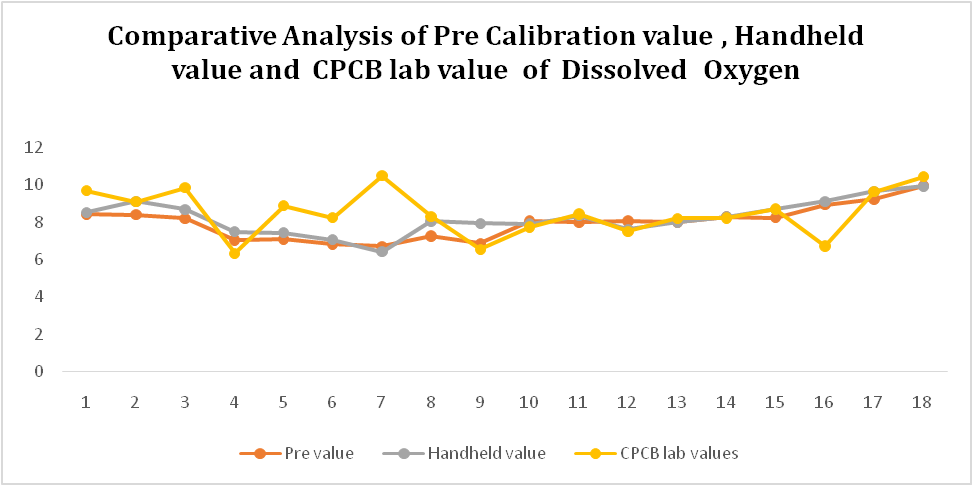 Comparative Analysis of Pre Calibration value , Handheld
value and CPCB lab value of Dissolved Oxygen
12
10
8
6
4
2
0
1 2 3 4 5 6 7 8 9 10 11 12 13 14 15 16 17 18
Pre value Handheld value CPCB lab values